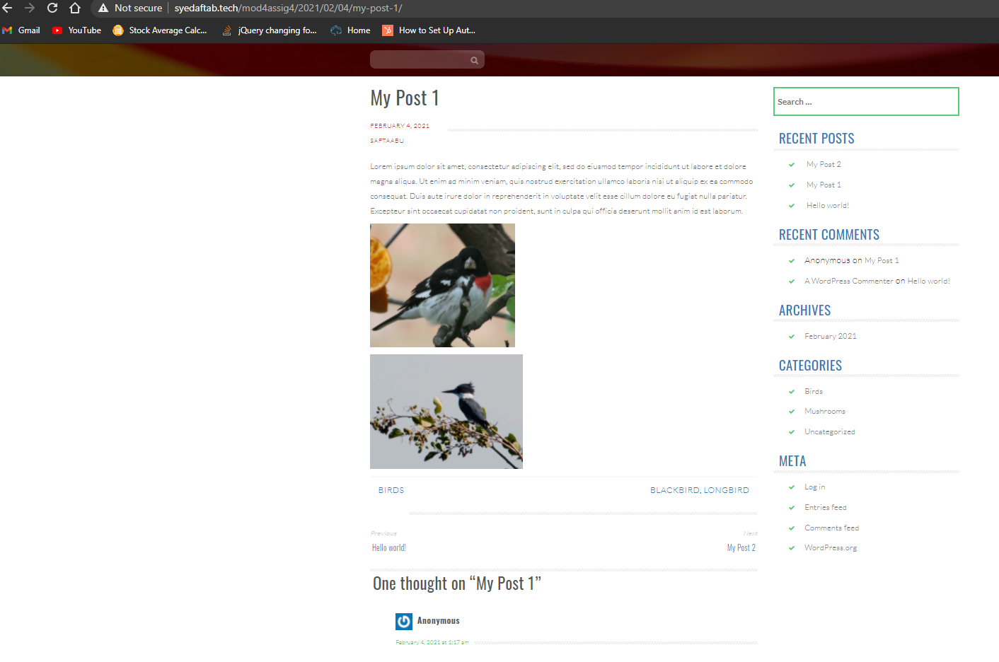 Not secure | syedaftab.tech/mod4assig4/2021/02/04/my-post-1/
Gmail YouTube Stock Average Calc... jQuery changing fo... Home How to Set Up Aut...
My Post 1
FEBRUARY 4, 2021
SAFTAABU
Lorem ipsum dolor sit amet, consectetur adipiscing elit, sed do eiusmod tempor incididunt ut labore et dolore
magna aliqua. Ut enim ad minim veniam, quis nostrud exercitation ullamco laboris nisi ut aliquip ex ea commodo
consequat. Duis aute irure dolor in reprehenderit in voluptate velit esse cillum dolore eu fugiat nulla pariatur.
Excepteur sint occaecat cupidatat non proident, sunt in culpa qui officia deserunt mollit anim id est laborum.
BIRDS
BLACKBIRD, LONGBIRD
Previous
Hello world!
Next
My Post 2
One thought on “My Post 1”
Anonymous
February 4, 2021 at 1:17 am
Search ...
RECENT POSTS
My Post 2
My Post 1
Hello world!
RECENT COMMENTS
Anonymous on My Post 1
A WordPress Commenter on Hello world!
ARCHIVES
February 2021
CATEGORIES
Birds
Mushrooms
Uncategorized
META
Log in
Entries feed
Comments feed
WordPress.org